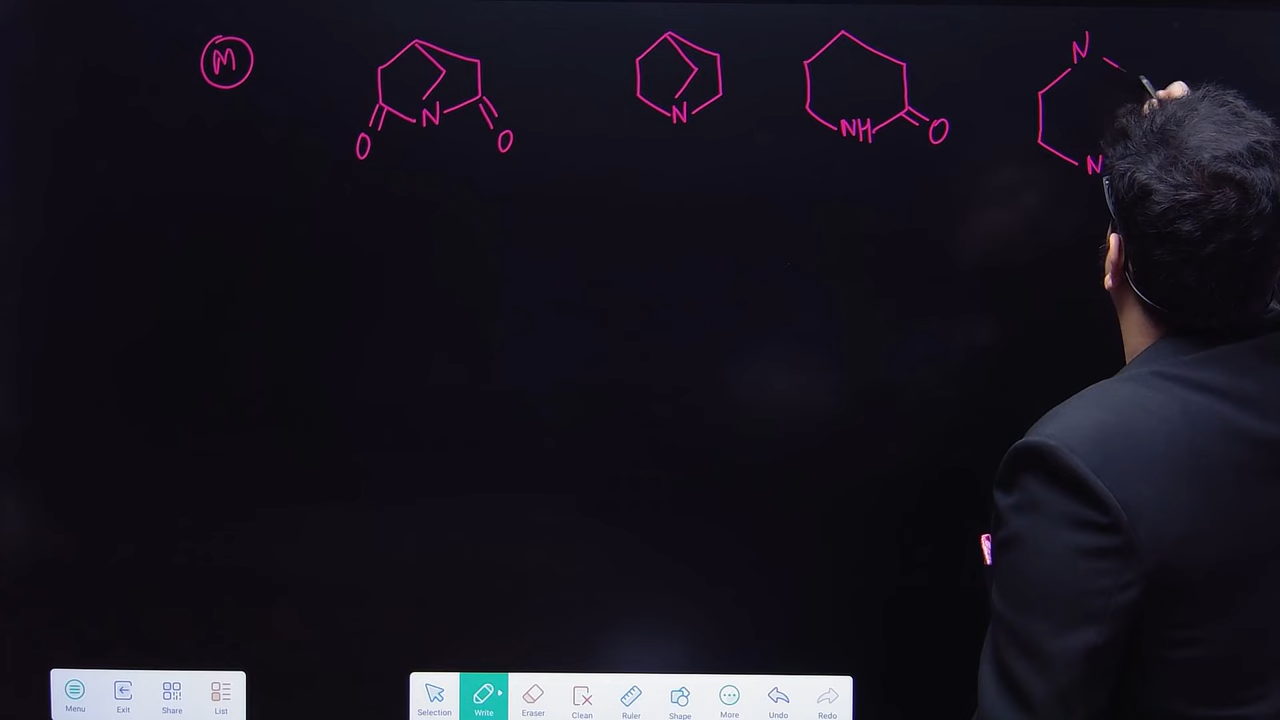 M
N
O
O
N
NH
O
N
N
Menu
Exit
Share
List
Selection
Write
Eraser
Clean
Ruler
Shape
More
Undo
Redo